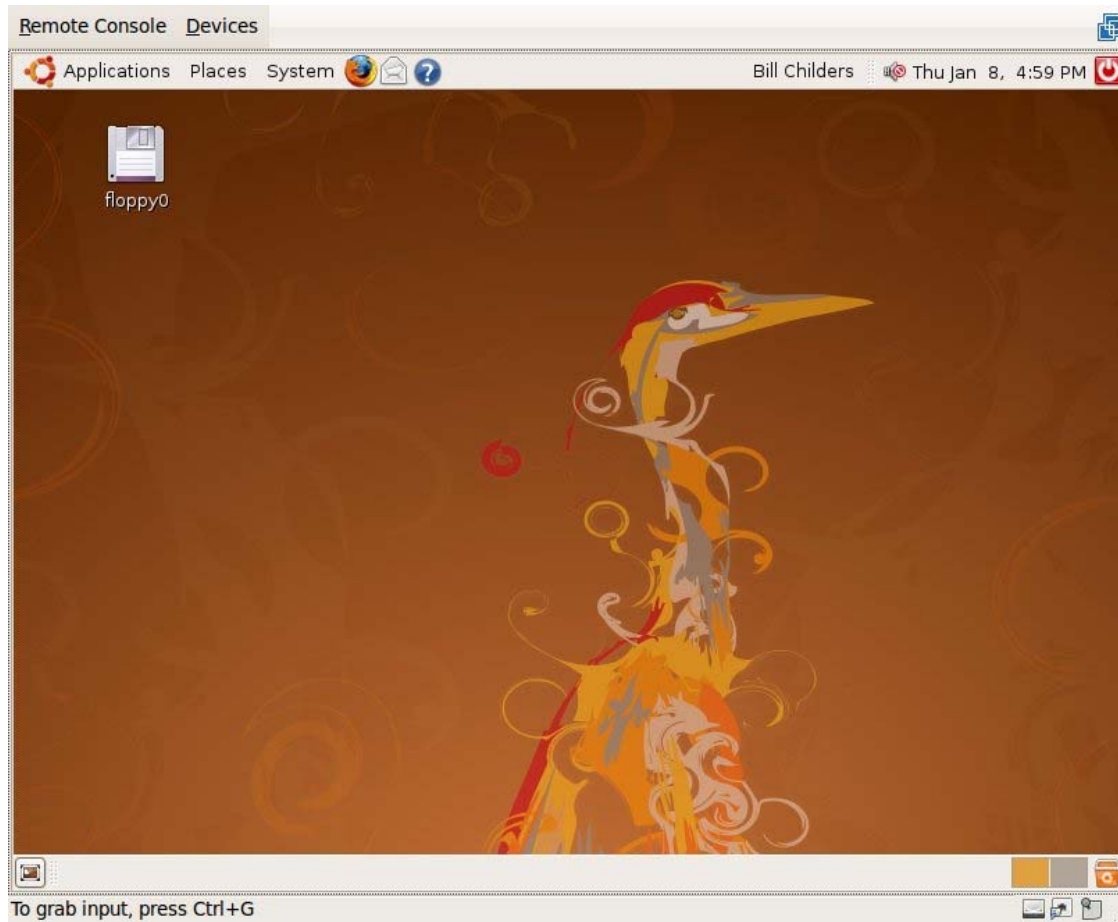 Remote Console Devices
Applications Places System Bill Childers Thu Jan 8, 4:59 PM
floppy0
To grab input, press Ctrl+G